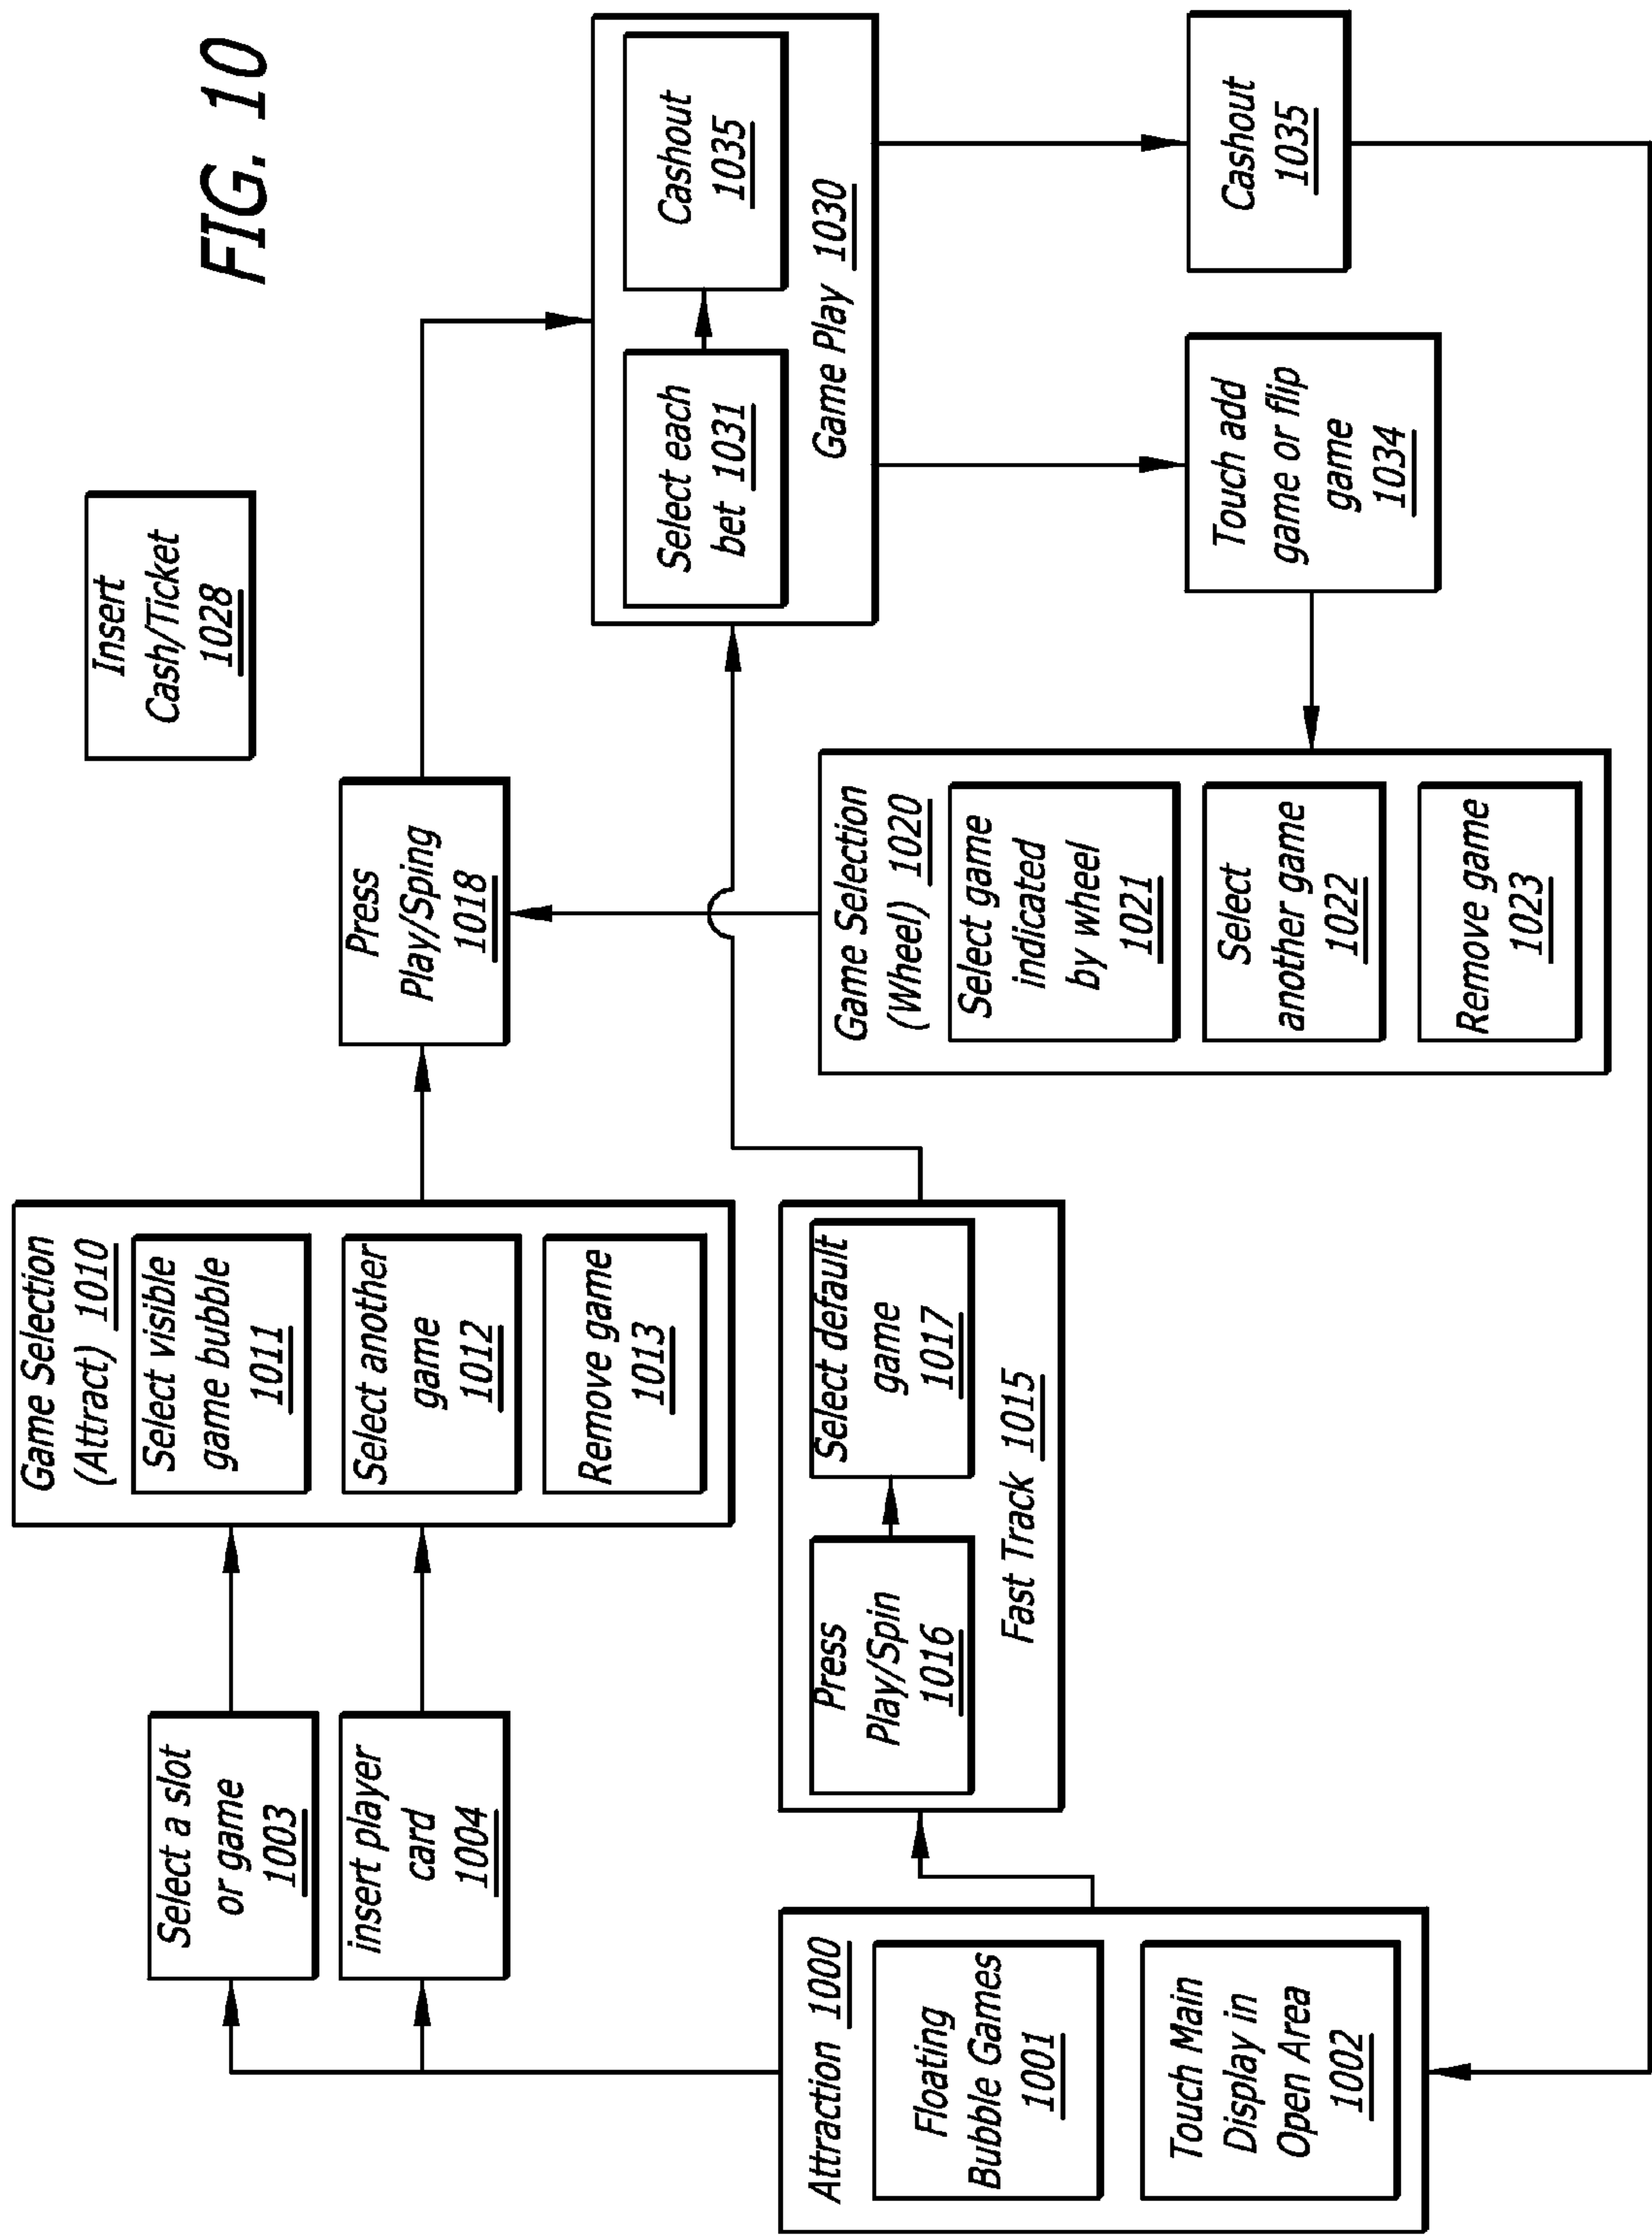 FIG. 10
Insert
Cash/Ticket
1028
Select a slot
or game
1003
insert player
card
1004
Game Selection
(Attract) 1010
Select visible
game bubble
1011
Select another
game
1012
Remove game
1013
Press
Play/Sping
1018
Select each
bet 1031
Cashout
1035
Game Play 1030
Attraction 1000
Floating
Bubble Games
1001
Touch Main
Display in
Open Area
1002
Press
Play/Spin
1016
Select default
game
1017
Fast Track 1015
Game Selection
(Wheel) 1020
Select game
indicated
by wheel
1021
Select
another game
1022
Remove game
1023
Touch add
game or flip
game
1034
Cashout
1035